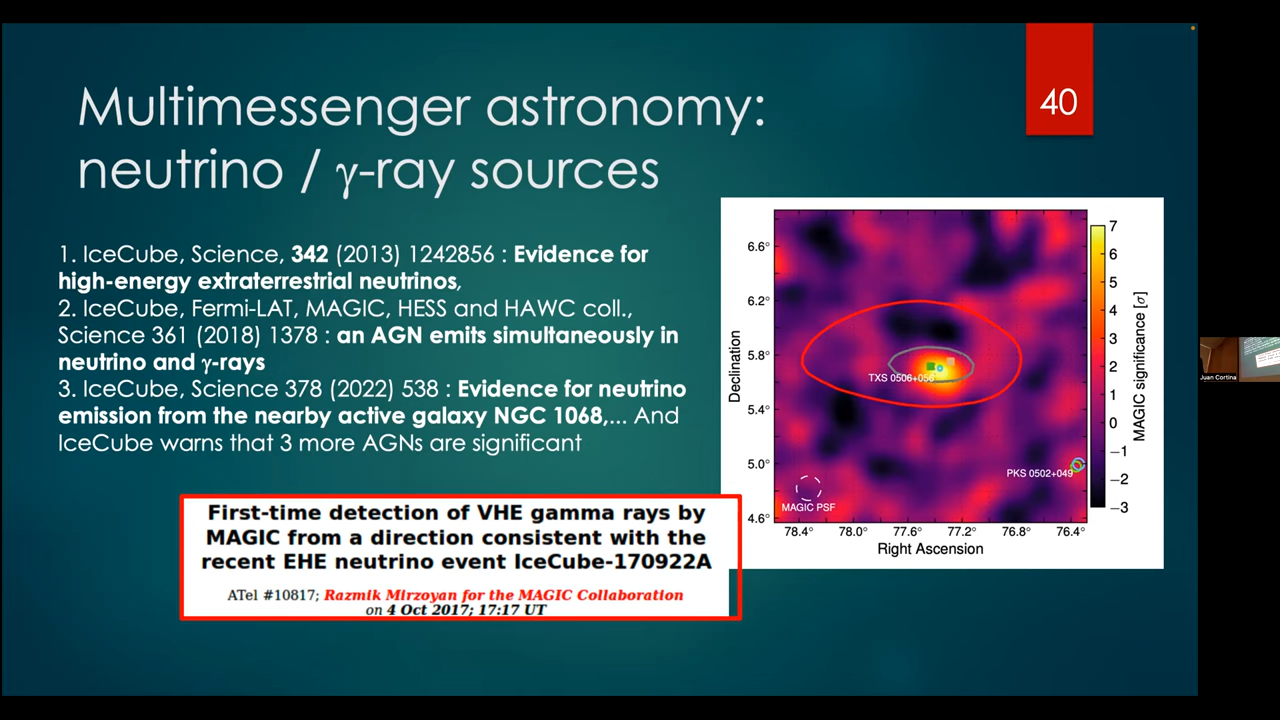 40
Multimessenger astronomy:
neutrino / γ-ray sources
1. IceCube, Science, 342 (2013) 1242856 : Evidence for
high-energy extraterrestrial neutrinos,
2. IceCube, Fermi-LAT, MAGIC, HESS and HAWC coll.,
Science 361 (2018) 1378 : an AGN emits simultaneously in
neutrino and γ-rays
3. IceCube, Science 378 (2022) 538 : Evidence for neutrino
emission from the nearby active galaxy NGC 1068,... And
IceCube warns that 3 more AGNs are significant
First-time detection of VHE gamma rays by
MAGIC from a direction consistent with the
recent EHE neutrino event IceCube-170922A
ATel #10817; Razmik Mirzoyan for the MAGIC Collaboration
on 4 Oct 2017; 17:17 UT
Declination
6.6°
6.2°
5.8°
5.4°
5.0°
4.6°
TXS 0506+056
PKS 0502+049
MAGIC PSF
78.4° 78.0° 77.6° 77.2° 76.8° 76.4°
Right Ascension
7
6
5
4
3
2
1
0
−1
−2
−3
MAGIC significance [σ]
Juan Cortina